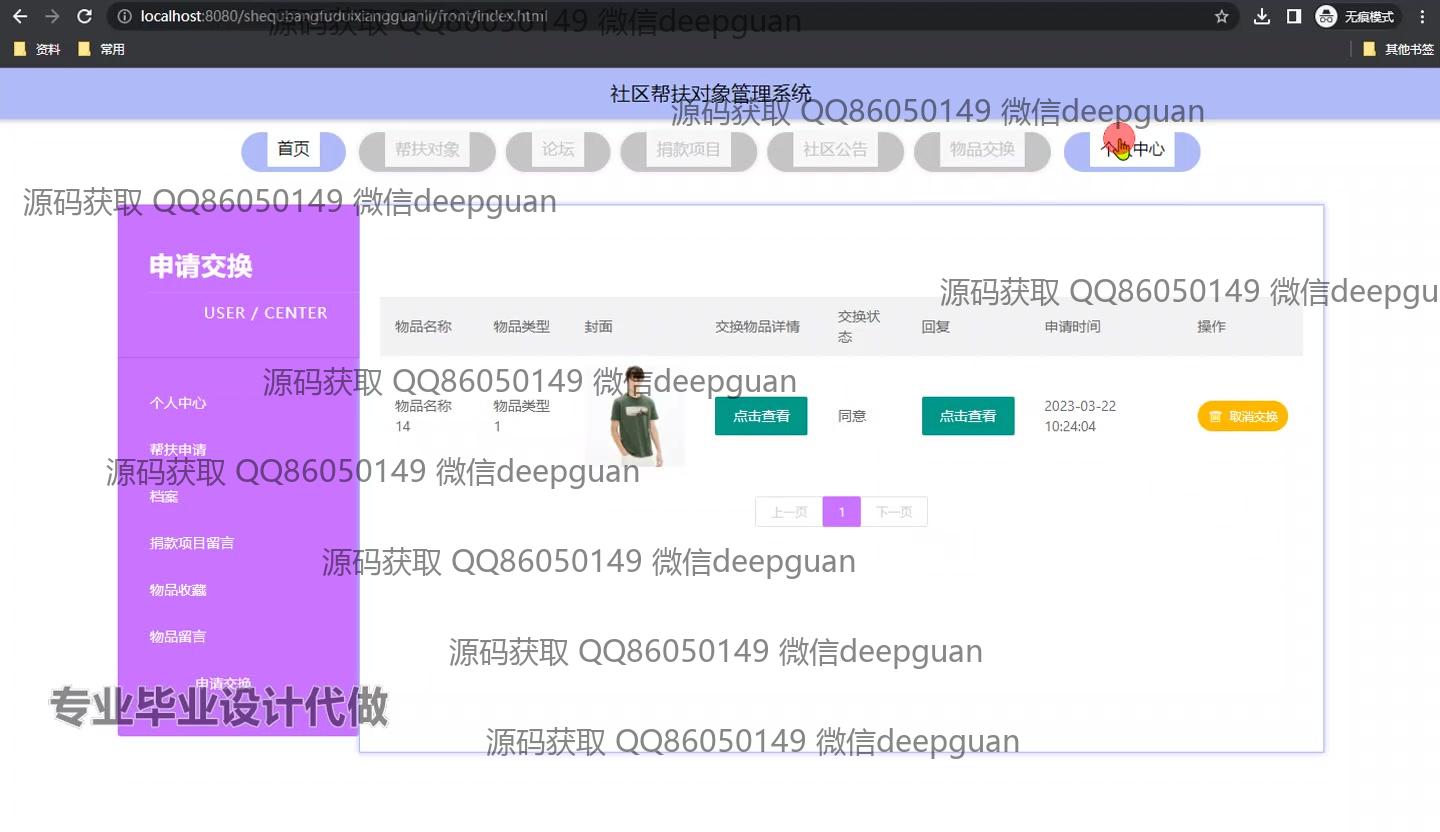 localhost:8080/shequbangfuduixiangguanli/front/index.html
无痕模式
资料 常用 其他书签
源码获取 QQ86050149 微信deepguan
社区帮扶对象管理系统
源码获取 QQ86050149 微信deepguan
首页 帮扶对象 论坛 捐款项目 社区公告 物品交换 个人中心
源码获取 QQ86050149 微信deepguan
申请交换
USER / CENTER
源码获取 QQ86050149 微信deepgu
物品名称 物品类型 封面 交换物品详情 交换状态 回复 申请时间 操作
源码获取 QQ86050149 微信deepguan
物品名称14 物品类型1 点击查看 同意 点击查看 2023-03-22 10:24:04 取消交换
个人中心
帮扶申请
源码获取 QQ86050149 微信deepguan
档案
上一页 1 下一页
捐款项目留言
源码获取 QQ86050149 微信deepguan
物品收藏
物品留言
源码获取 QQ86050149 微信deepguan
申请交换
专业毕业设计代做
源码获取 QQ86050149 微信deepguan